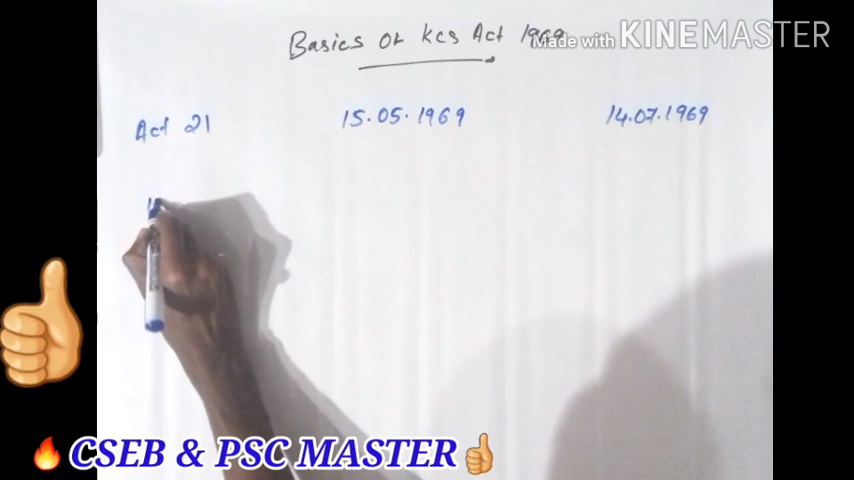 Basics of KCS Act 1969
Made with KINEMASTER
Act 21 15.05.1969 14.07.1969
CSEB & PSC MASTER